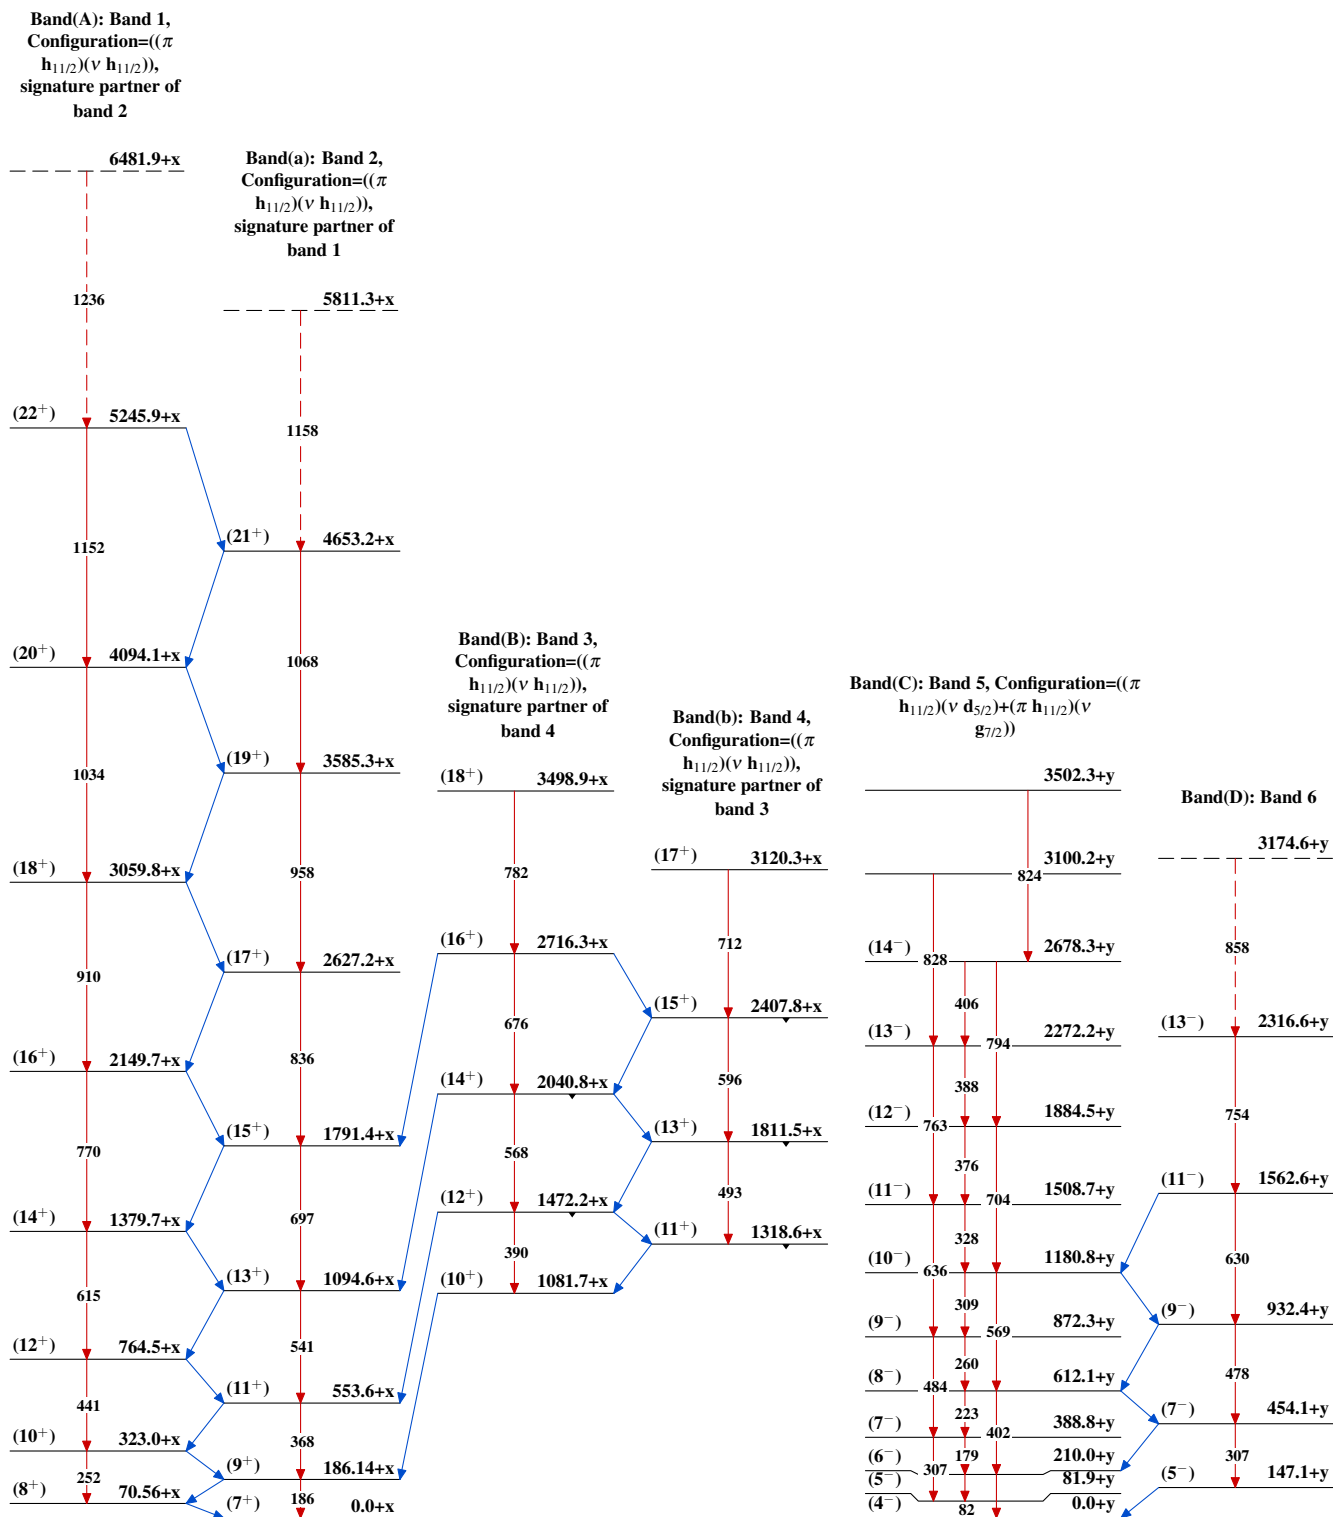 Band(A): Band 1,
Configuration=((π
h11/2)(ν h11/2)),
signature partner of
band 2
6481.9+x
1236
(22+) 5245.9+x
1152
(20+) 4094.1+x
1034
(18+) 3059.8+x
910
(16+) 2149.7+x
770
(14+) 1379.7+x
615
(12+) 764.5+x
441
(10+) 323.0+x
252
(8+) 70.56+x
Band(a): Band 2,
Configuration=((π
h11/2)(ν h11/2)),
signature partner of
band 1
5811.3+x
1158
(21+) 4653.2+x
1068
(19+) 3585.3+x
958
(17+) 2627.2+x
836
(15+) 1791.4+x
697
(13+) 1094.6+x
541
(11+) 553.6+x
368
(9+) 186.14+x
186
(7+) 0.0+x
Band(B): Band 3,
Configuration=((π
h11/2)(ν h11/2)),
signature partner of
band 4
(18+) 3498.9+x
782
(16+) 2716.3+x
676
(14+) 2040.8+x
568
(12+) 1472.2+x
390
(10+) 1081.7+x
Band(b): Band 4,
Configuration=((π
h11/2)(ν h11/2)),
signature partner of
band 3
(17+) 3120.3+x
712
(15+) 2407.8+x
596
(13+) 1811.5+x
493
(11+) 1318.6+x
Band(C): Band 5, Configuration=((π
h11/2)(ν d5/2)+(π h11/2)(ν
g7/2))
3502.3+y
3100.2+y
824
(14−) 2678.3+y
828
406
(13−) 2272.2+y
794
388
(12−) 1884.5+y
763
376
(11−) 1508.7+y
704
328
(10−) 1180.8+y
636
309
569
(9−) 872.3+y
260
(8−) 612.1+y
484
223
402
(7−) 388.8+y
179
(6−) 210.0+y
307
(5−) 81.9+y
(4−) 0.0+y
82
Band(D): Band 6
3174.6+y
858
(13−) 2316.6+y
754
(11−) 1562.6+y
630
(9−) 932.4+y
478
(7−) 454.1+y
307
(5−) 147.1+y